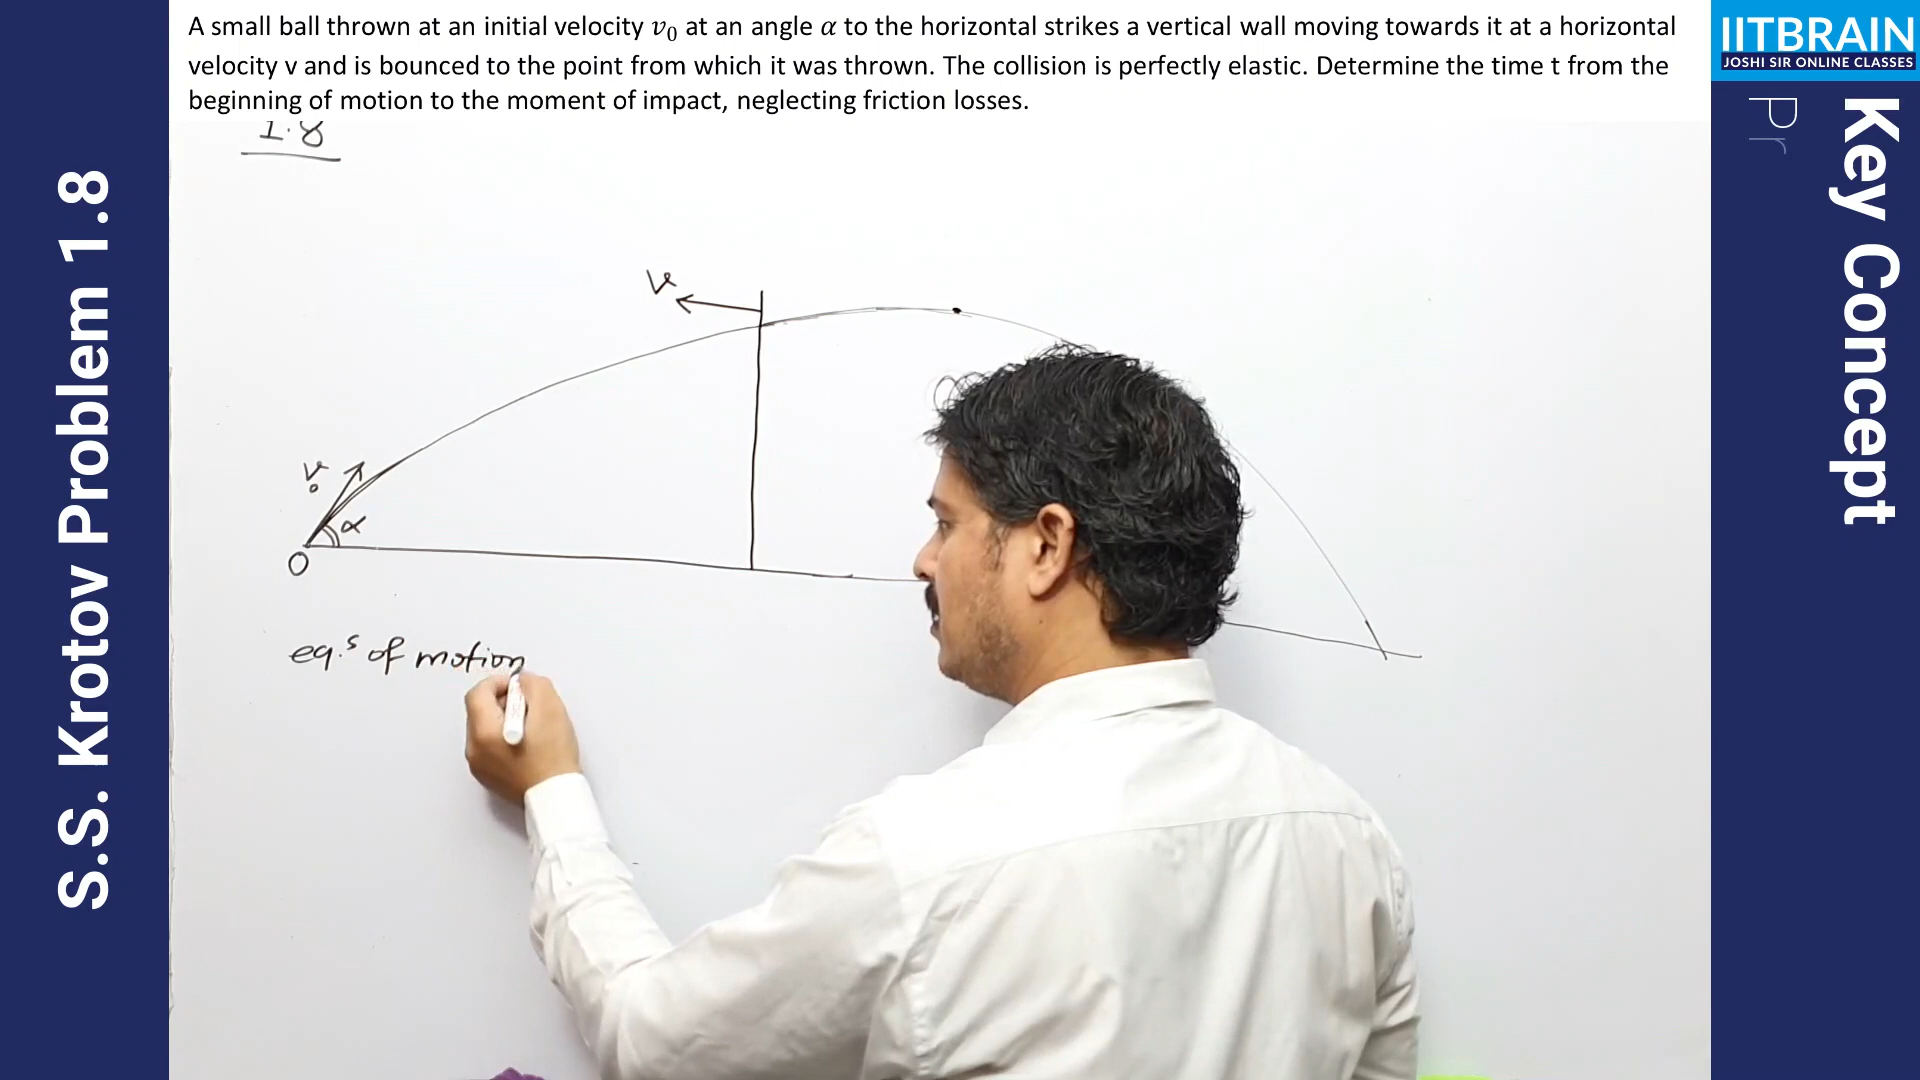 A small ball thrown at an initial velocity v₀ at an angle α to the horizontal strikes a vertical wall moving towards it at a horizontal
velocity v and is bounced to the point from which it was thrown. The collision is perfectly elastic. Determine the time t from the
beginning of motion to the moment of impact, neglecting friction losses.
IITBRAIN
JOSHI SIR ONLINE CLASSES
S.S. Krotov Problem 1.8
Key Concept
Pr
1.8
v
v₀
α
O
eq.s of motion